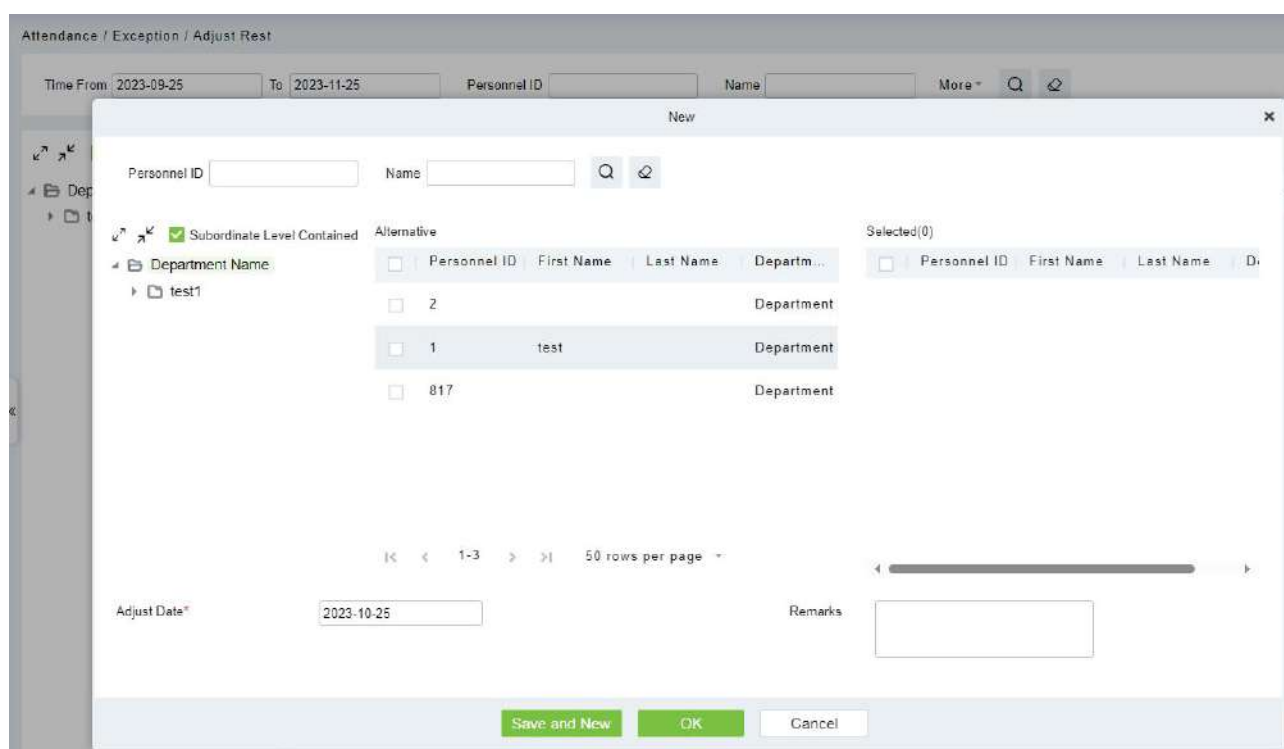 Attendance / Exception / Adjust Rest
Time From 2023-09-25 To 2023-11-25 Personnel ID Name More
New
Personnel ID Name
Dep
Subordinate Level Contained Alternative Selected(0)
Department Name Personnel ID First Name Last Name Departm... Personnel ID First Name Last Name
test1
2 Department
1 test Department
817 Department
1-3 50 rows per page
Adjust Date* 2023-10-25 Remarks
Save and New OK Cancel